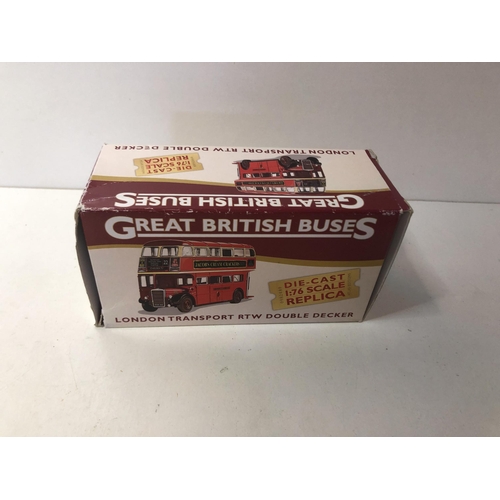 LONDON TRANSPORT RTW DOUBLE DECKER
DIE-CAST
1:76 SCALE
REPLICA
GREAT BRITISH BUSES
GREAT BRITISH BUSES
DIE-CAST
1:76 SCALE
REPLICA
LONDON TRANSPORT RTW DOUBLE DECKER